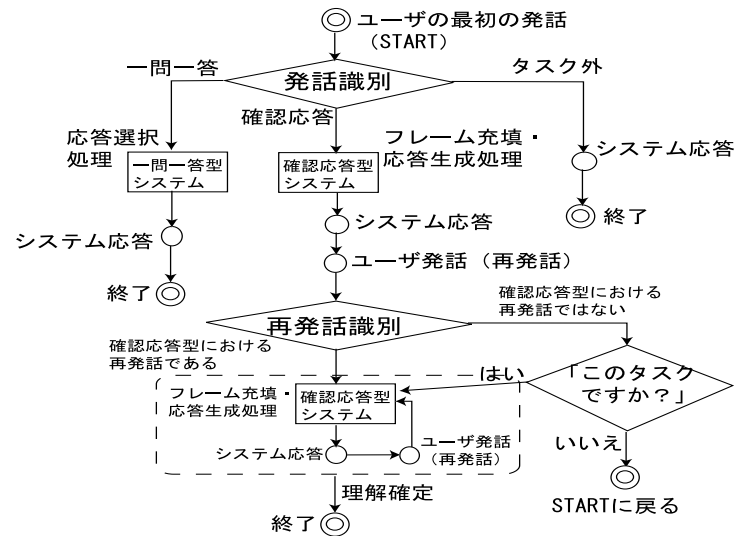 ユーザの最初の発話
（START）
一問一答
発話識別
タスク外
確認応答
応答選択
処理
一問一答型
システム
フレーム充填・
応答生成処理
確認応答型
システム
システム応答
終了
システム応答
システム応答
終了
ユーザ発話（再発話）
再発話識別
確認応答型における
再発話ではない
確認応答型における
再発話である
フレーム充填・
応答生成処理
確認応答型
システム
はい
「このタスク
ですか？」
システム応答
ユーザ発話
（再発話）
いいえ
STARTに戻る
理解確定
終了